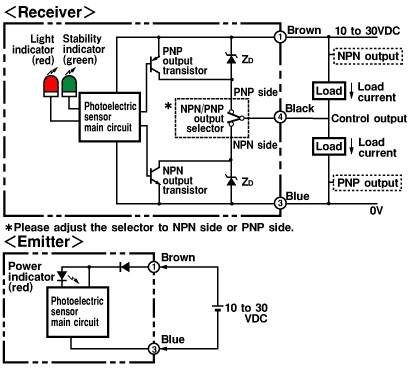 <Receiver>
Light indicator (red)
Stability indicator (green)
PNP output transistor
ZD
1
Brown
10 to 30VDC
NPN output
PNP side
Load
Load current
Photoelectric sensor main circuit
*
NPN/PNP output selector
4
Black
Control output
NPN side
Load
Load current
NPN output transistor
ZD
PNP output
3
Blue
0V
*Please adjust the selector to NPN side or PNP side.
<Emitter>
Power indicator (red)
1
Brown
Photoelectric sensor main circuit
10 to 30 VDC
3
Blue